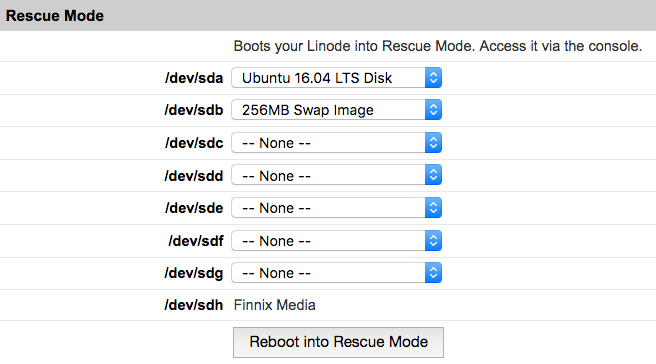 Rescue Mode
Boots your Linode into Rescue Mode. Access it via the console.
/dev/sda Ubuntu 16.04 LTS Disk
/dev/sdb 256MB Swap Image
/dev/sdc -- None --
/dev/sdd -- None --
/dev/sde -- None --
/dev/sdf -- None --
/dev/sdg -- None --
/dev/sdh Finnix Media
Reboot into Rescue Mode